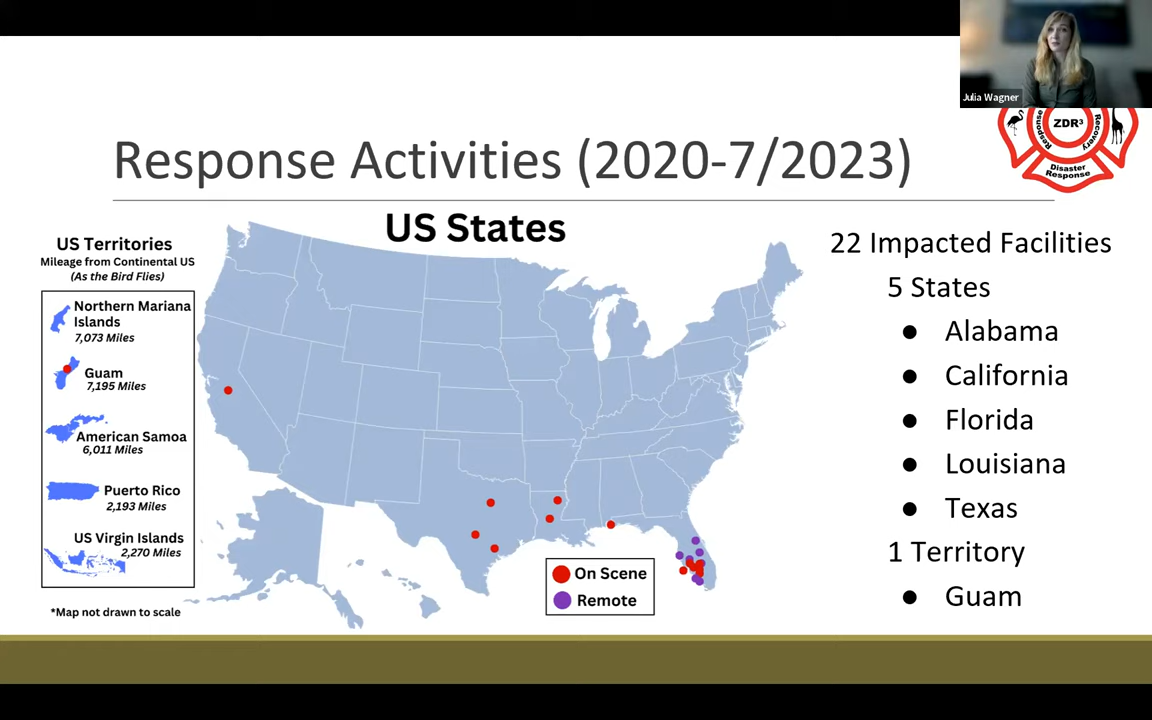 Julia Wagner
Response
ZDR³
Recovery
Disaster
Response
Response Activities (2020-7/2023)
US States
US Territories
Mileage from Continental US
(As the Bird Flies)
Northern Mariana
Islands
7,073 Miles
Guam
7,195 Miles
American Samoa
6,011 Miles
Puerto Rico
2,193 Miles
US Virgin Islands
2,270 Miles
*Map not drawn to scale
On Scene
Remote
22 Impacted Facilities
5 States
● Alabama
● California
● Florida
● Louisiana
● Texas
1 Territory
● Guam